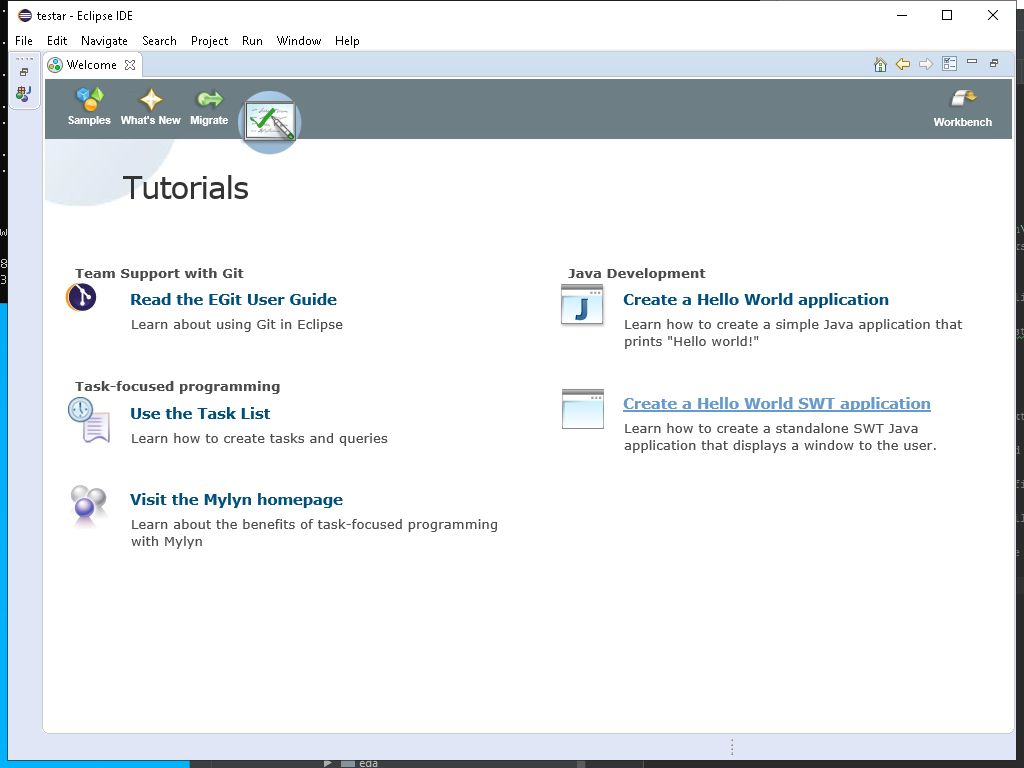 testar - Eclipse IDE
File Edit Navigate Search Project Run Window Help
Welcome
Samples What's New Migrate
Workbench
Tutorials
Team Support with Git
Read the EGit User Guide
Learn about using Git in Eclipse
Task-focused programming
Use the Task List
Learn how to create tasks and queries
Visit the Mylyn homepage
Learn about the benefits of task-focused programming
with Mylyn
Java Development
Create a Hello World application
Learn how to create a simple Java application that
prints "Hello world!"
Create a Hello World SWT application
Learn how to create a standalone SWT Java
application that displays a window to the user.
eda